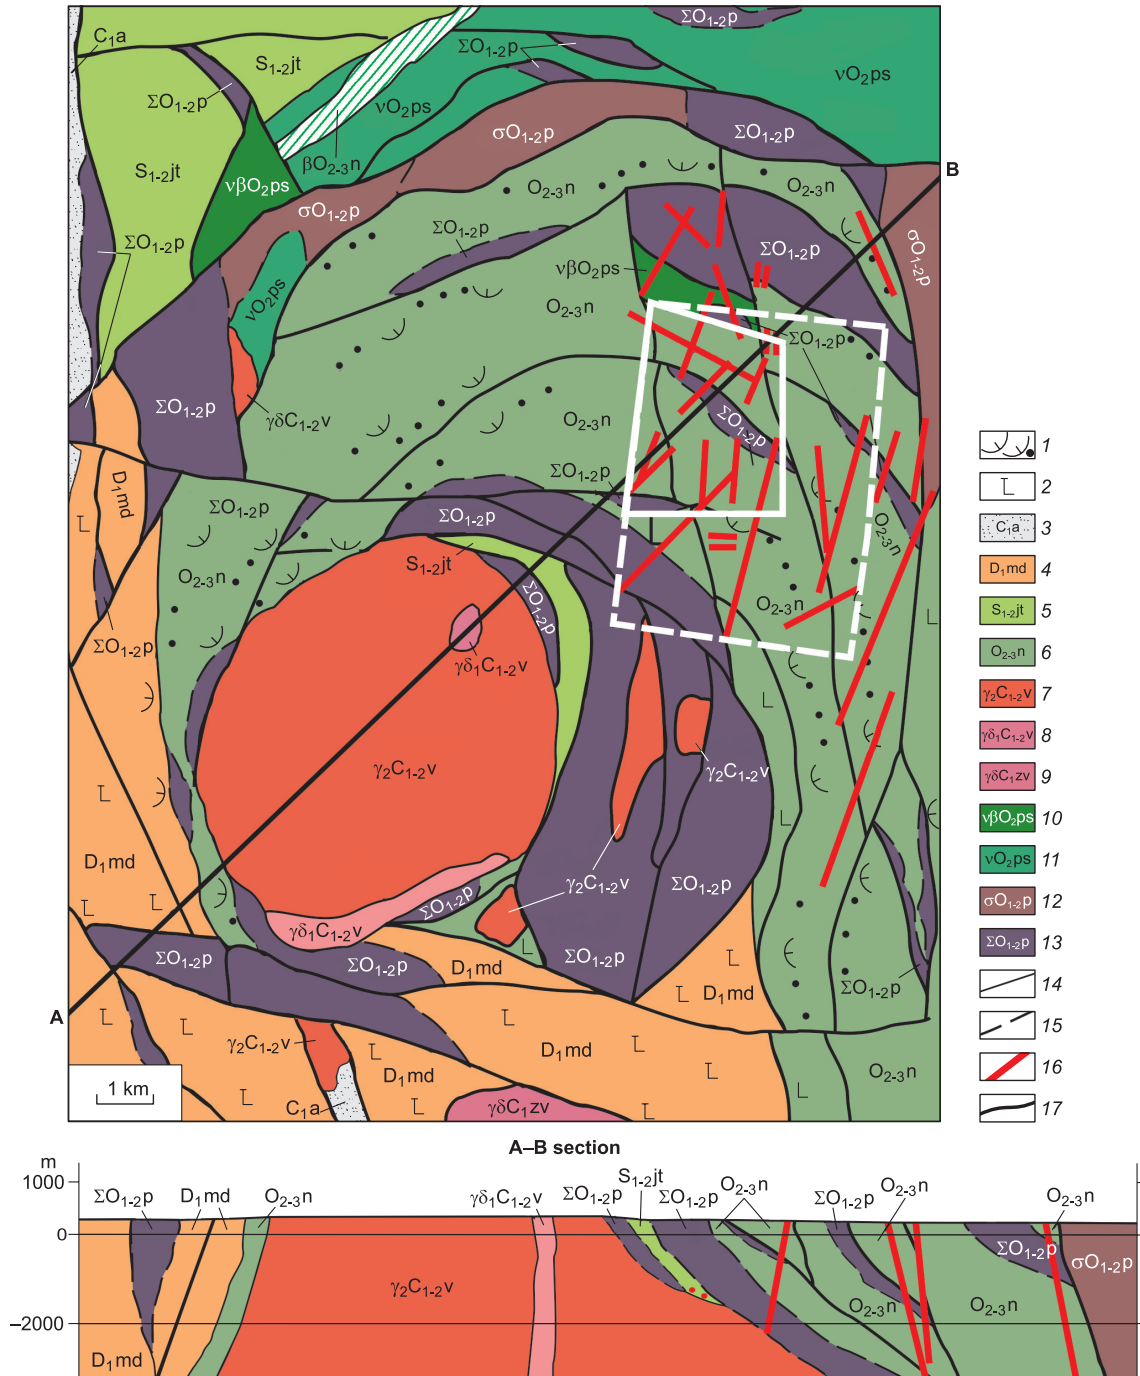 ΣO₁₋₂p
C₁a
S₁₋₂jt
ΣO₁₋₂p
νO₂ps
ΣO₁₋₂p
νO₂ps
σO₁₋₂p
ΣO₁₋₂p
βO₂₋₃n
S₁₋₂jt
νβO₂ps
O₂₋₃n
B
σO₁₋₂p
ΣO₁₋₂p
ΣO₁₋₂p
ΣO₁₋₂p
σO₁₋₂p
νβO₂ps
νO₂ps
O₂₋₃n
O₂₋₃n
ΣO₁₋₂p
ΣO₁₋₂p
γδC₁₋₂v
O₂₋₃n
ΣO₁₋₂p
ΣO₁₋₂p
D₁md
ΣO₁₋₂p
ΣO₁₋₂p
O₂₋₃n
S₁₋₂jt
O₂₋₃n
ΣO₁₋₂p
O₂₋₃n
ΣO₁₋₂p
γδ₁C₁₋₂v
γ₂C₁₋₂v
γ₂C₁₋₂v
D₁md
γ₂C₁₋₂v
ΣO₁₋₂p
ΣO₁₋₂p
γδ₁C₁₋₂v
ΣO₁₋₂p
ΣO₁₋₂p
ΣO₁₋₂p
D₁md
D₁md
ΣO₁₋₂p
A
γ₂C₁₋₂v
D₁md
D₁md
O₂₋₃n
1 km
C₁a
γδC₁zv
1
2
C₁a 3
D₁md 4
S₁₋₂jt 5
O₂₋₃n 6
γ₂C₁₋₂v 7
γδ₁C₁₋₂v 8
γδC₁zv 9
νβO₂ps 10
νO₂ps 11
σO₁₋₂p 12
ΣO₁₋₂p 13
14
15
16
17
A–B section
m
1000
0
–2000
ΣO₁₋₂p
D₁md
O₂₋₃n
γδ₁C₁₋₂v
ΣO₁₋₂p
S₁₋₂jt
ΣO₁₋₂p
O₂₋₃n
ΣO₁₋₂p
O₂₋₃n
O₂₋₃n
ΣO₁₋₂p
σO₁₋₂p
γ₂C₁₋₂v
O₂₋₃n
O₂₋₃n
D₁md